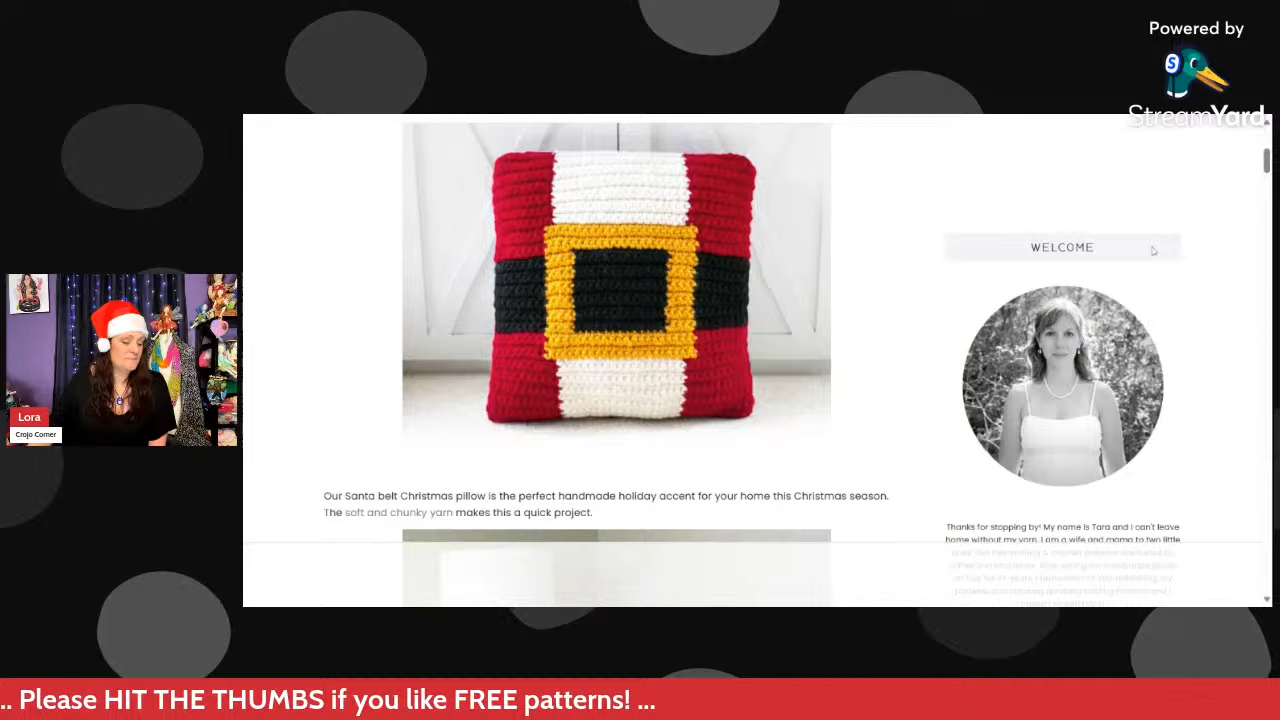 Powered by
StreamYard
WELCOME
Lora
Crojo Corner
Our Santa belt Christmas pillow is the perfect handmade holiday accent for your home this Christmas season.
The soft and chunky yarn makes this a quick project.
Thanks for stopping by! My name is Tara and I can't leave
home without my yarn. I am a wife and mama to two little
.. Please HIT THE THUMBS if you like FREE patterns! ...